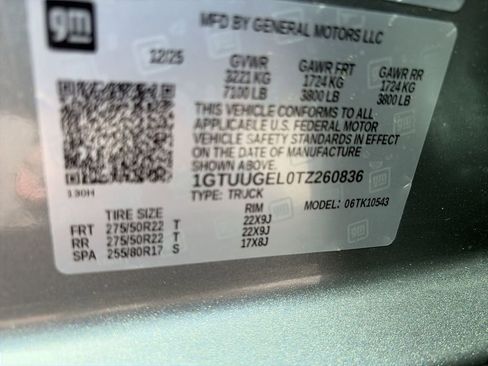 gm
MFD BY GENERAL MOTORS LLC
12/25 GVWR GAWR FRT GAWR RR
3221 KG 1724 KG 1724 KG
7100 LB 3800 LB 3800 LB
THIS VEHICLE CONFORMS TO ALL
APPLICABLE U.S. FEDERAL MOTOR
VEHICLE SAFETY STANDARDS IN EFFECT
ON THE DATE OF MANUFACTURE
SHOWN ABOVE.
130H 1GTUUGEL0TZ260836
TYPE: TRUCK MODEL: 06TK10543
TIRE SIZE RIM
FRT 275/50R22 T 22X9J
RR 275/50R22 T 22X9J
SPA 255/80R17 S 17X8J
gm